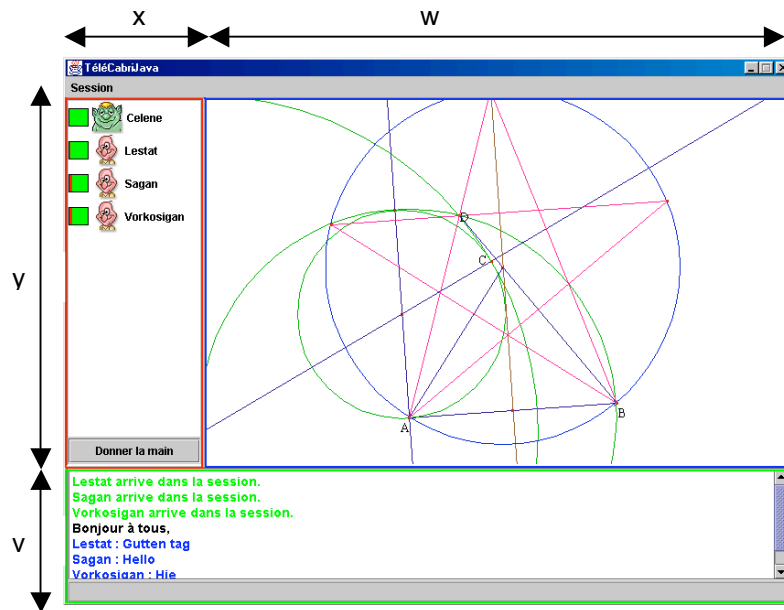 x
w
TéléCabriJava
Session
y
Celene
Lestat
Sagan
Vorkosigan
D
C
A
B
Donner la main
v
Lestat arrive dans la session.
Sagan arrive dans la session.
Vorkosigan arrive dans la session.
Bonjour à tous,
Lestat : Gutten tag
Sagan : Hello
Vorkosigan : Hie